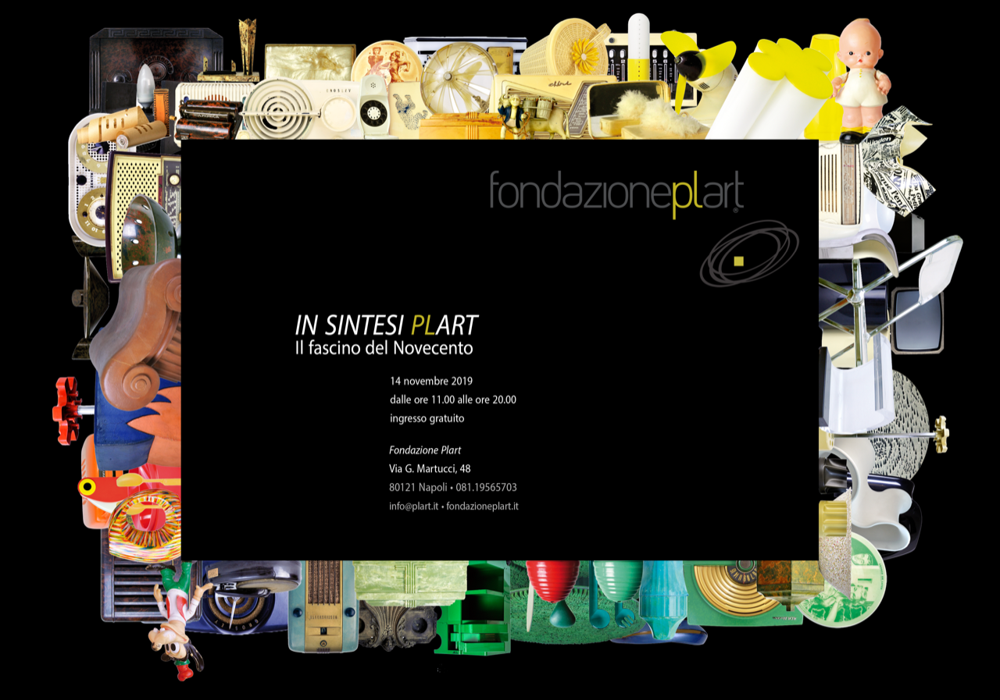 fondazioneplart®
IN SINTESI PLART
Il fascino del Novecento
14 novembre 2019
dalle ore 11.00 alle ore 20.00
ingresso gratuito
Fondazione Plart
Via G. Martucci, 48
80121 Napoli • 081.19565703
info@plart.it • fondazioneplart.it